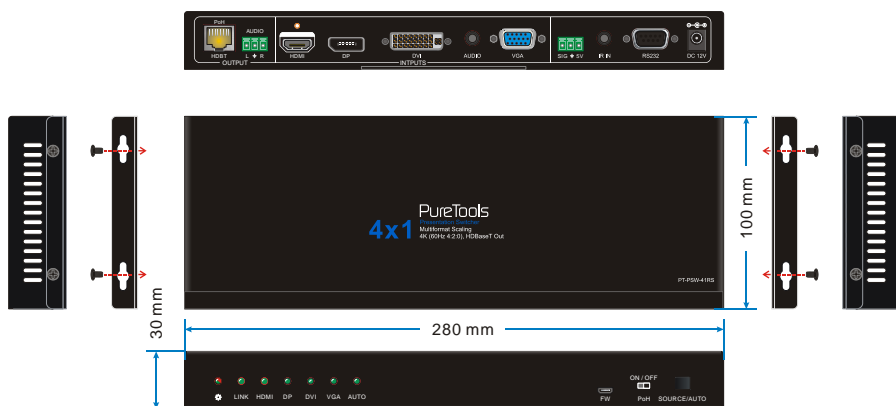 PoH
AUDIO
HDBT
L R
OUTPUT
HDMI
DP
DVI
INTPUTS
AUDIO
VGA
SIG 5V
IR IN
RS232
DC 12V
PureTools
4x1
Presentation Switcher
Multiformat Scaling
4K (60Hz 4:2:0), HDBaseT Out
PT-PSW-41RS
100 mm
30 mm
280 mm
LINK HDMI DP DVI VGA AUTO
FW
ON / OFF
PoH
SOURCE/AUTO